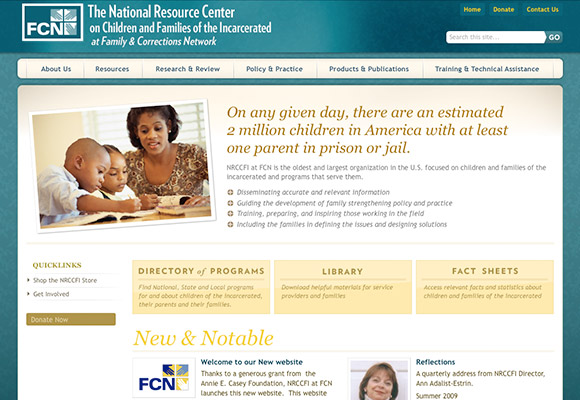 FCN
The National Resource Center
on Children and Families of the Incarcerated
at Family & Corrections Network
Home
Donate
Contact Us
Search this site...
GO
About Us
Resources
Research & Review
Policy & Practice
Products & Publications
Training & Technical Assistance
On any given day, there are an estimated
2 million children in America with at least
one parent in prison or jail.
NRCCFI at FCN is the oldest and largest organization in the U.S. focused on children and families of the
incarcerated and programs that serve them.
Disseminating accurate and relevant information
Guiding the development of family strengthening policy and practice
Training, preparing, and inspiring those working in the field
Including the families in defining the issues and designing solutions
QUICKLINKS
Shop the NRCCFI Store
Get Involved
Donate Now
DIRECTORY of PROGRAMS
Find National, State and Local programs
for and about children of the incarcerated,
their parents and their families.
LIBRARY
Download helpful materials for service
providers and families
FACT SHEETS
Access relevant facts and statistics about
children and families of the incarcerated
New & Notable
FCN
Welcome to our New website
Thanks to a generous grant from the
Annie E. Casey Foundation, NRCCFI at FCN
launches this new website. This website
Reflections
A quarterly address from NRCCFI Director,
Ann Adalist-Estrin.
Summer 2009